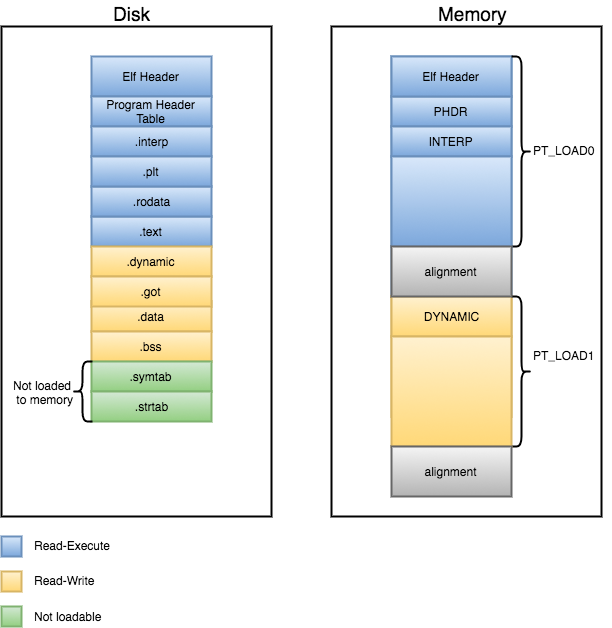 Disk
Memory
Elf Header
Program Header
Table
.interp
.plt
.rodata
.text
.dynamic
.got
.data
.bss
.symtab
.strtab
Not loaded
to memory
Elf Header
PHDR
INTERP
PT_LOAD0
alignment
DYNAMIC
PT_LOAD1
alignment
Read-Execute
Read-Write
Not loadable